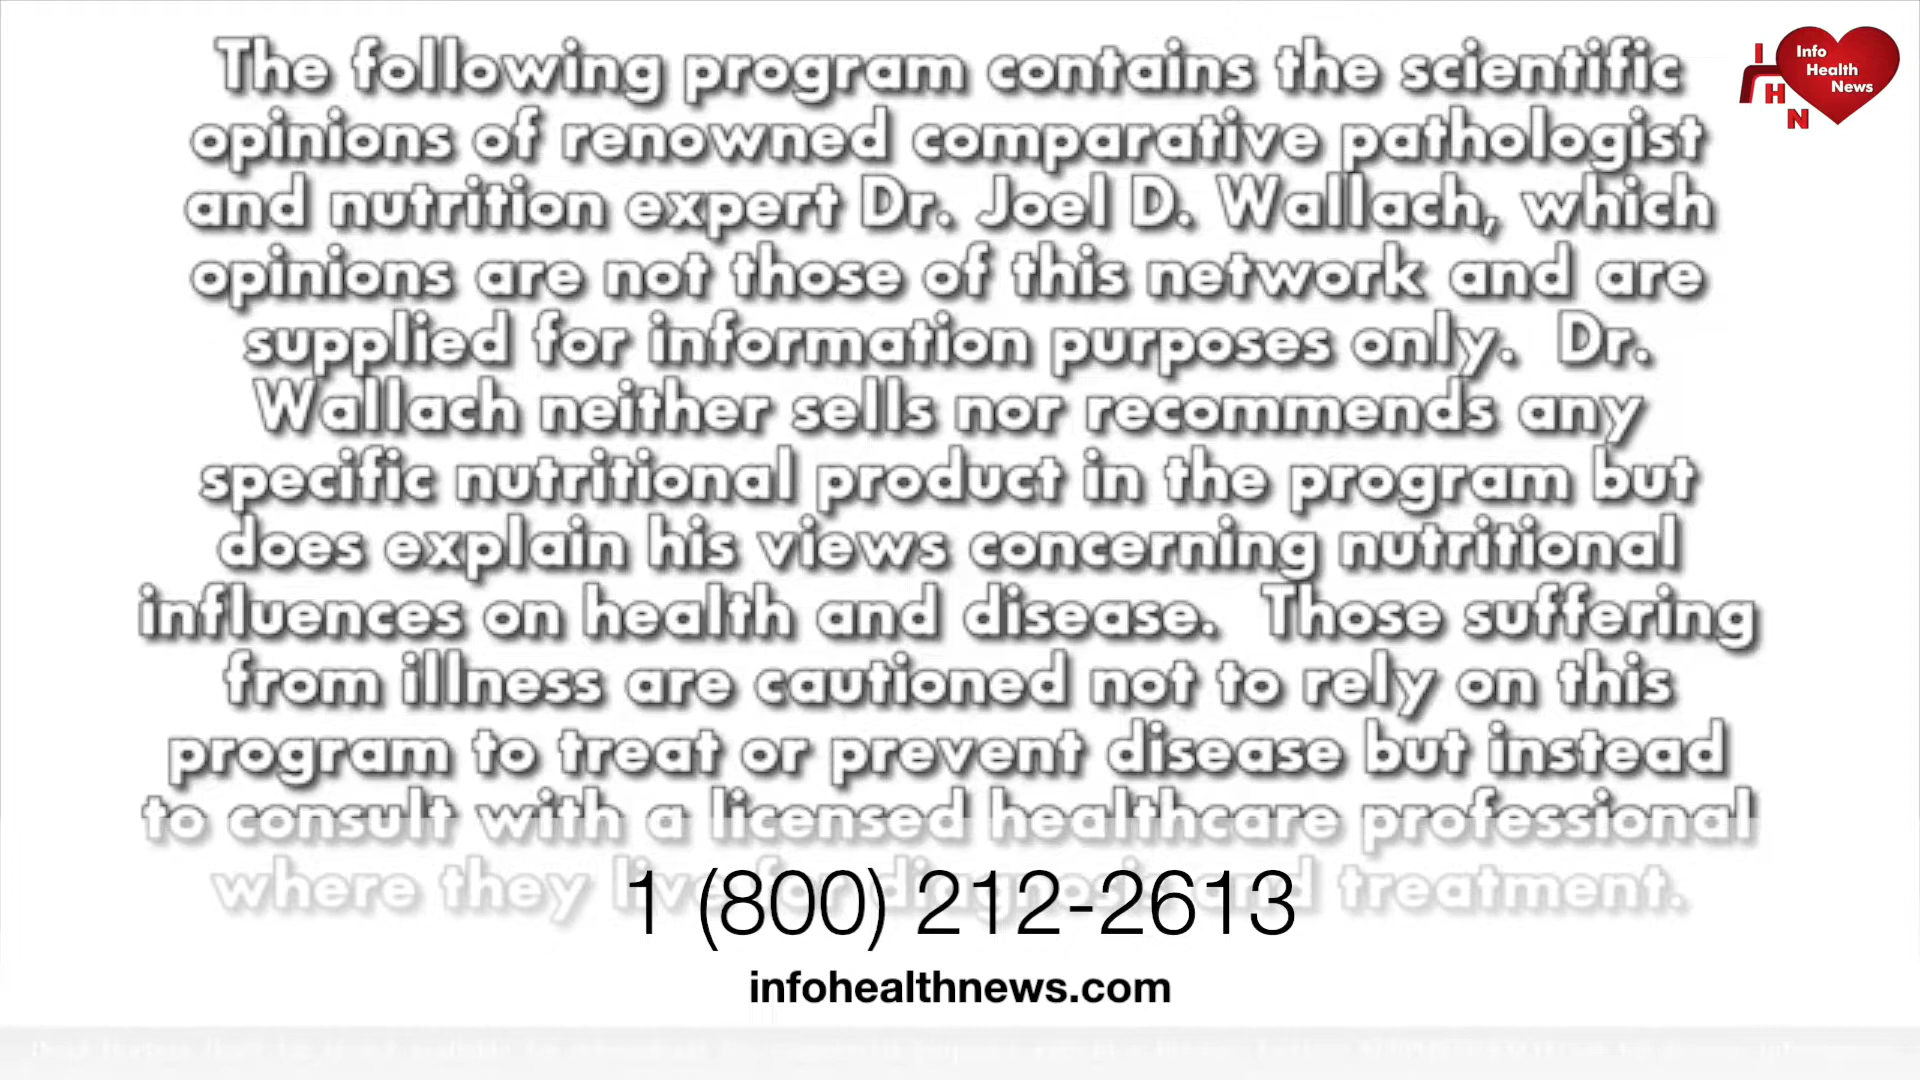 The following program contains the scientific
opinions of renowned comparative pathologist
and nutrition expert Dr. Joel D. Wallach, which
opinions are not those of this network and are
supplied for information purposes only. Dr.
Wallach neither sells nor recommends any
specific nutritional product in the program but
does explain his views concerning nutritional
influences on health and disease. Those suffering
from illness are cautioned not to rely on this
program to treat or prevent disease but instead
to consult with a licensed healthcare professional
where they live for diagnosis and treatment.
1 (800) 212-2613
infohealthnews.com
I
H
N
Info
Health
News